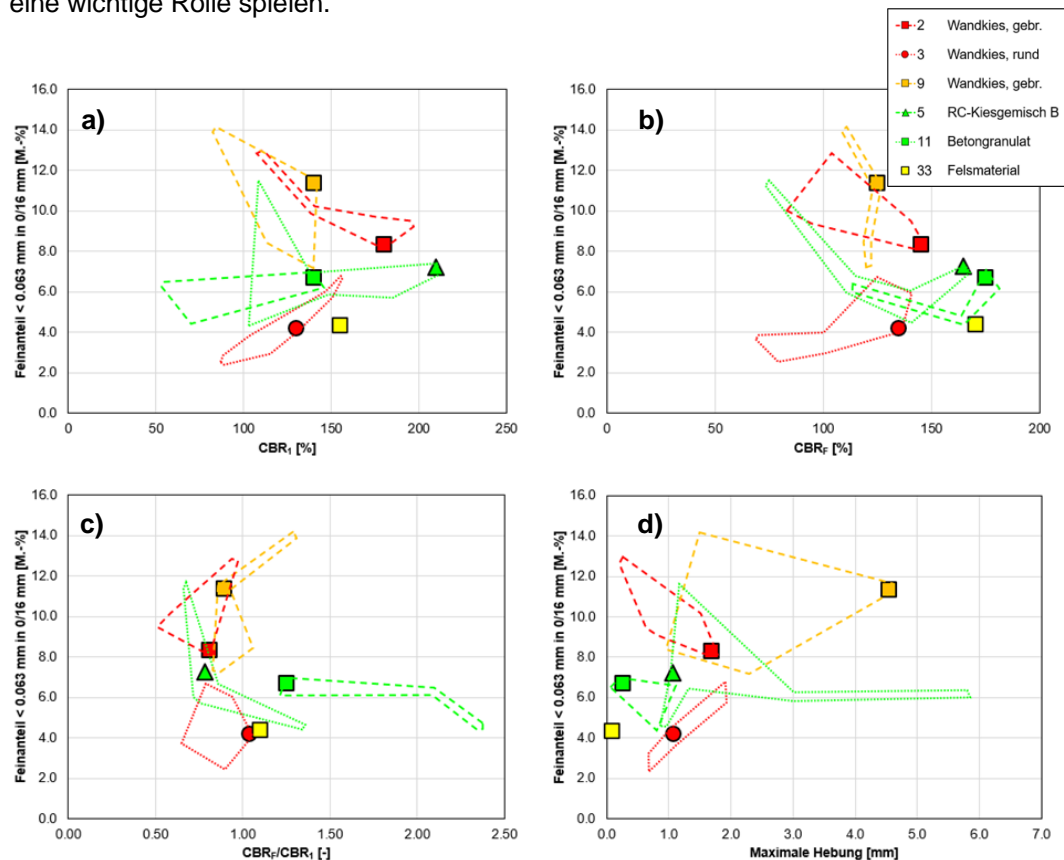 eine wichtige Rolle spielen.
2 Wandkies, gebr.
3 Wandkies, rund
9 Wandkies, gebr.
5 RC-Kiesgemisch B
11 Betongranulat
33 Felsmaterial
a)
Feinanteil < 0.063 mm in 0/16 mm [M.-%]
16.0
14.0
12.0
10.0
8.0
6.0
4.0
2.0
0.0
0 50 100 150 200 250
CBR₁ [%]
b)
Feinanteil < 0.063 mm in 0/16 mm [M.-%]
16.0
14.0
12.0
10.0
8.0
6.0
4.0
2.0
0.0
0 50 100 150 200
CBR_F [%]
c)
Feinanteil < 0.063 mm in 0/16 mm [M.-%]
16.0
14.0
12.0
10.0
8.0
6.0
4.0
2.0
0.0
0.00 0.50 1.00 1.50 2.00 2.50
CBR_F/CBR₁ [-]
d)
Feinanteil < 0.063 mm in 0/16 mm [M.-%]
16.0
14.0
12.0
10.0
8.0
6.0
4.0
2.0
0.0
0.0 1.0 2.0 3.0 4.0 5.0 6.0 7.0
Maximale Hebung [mm]